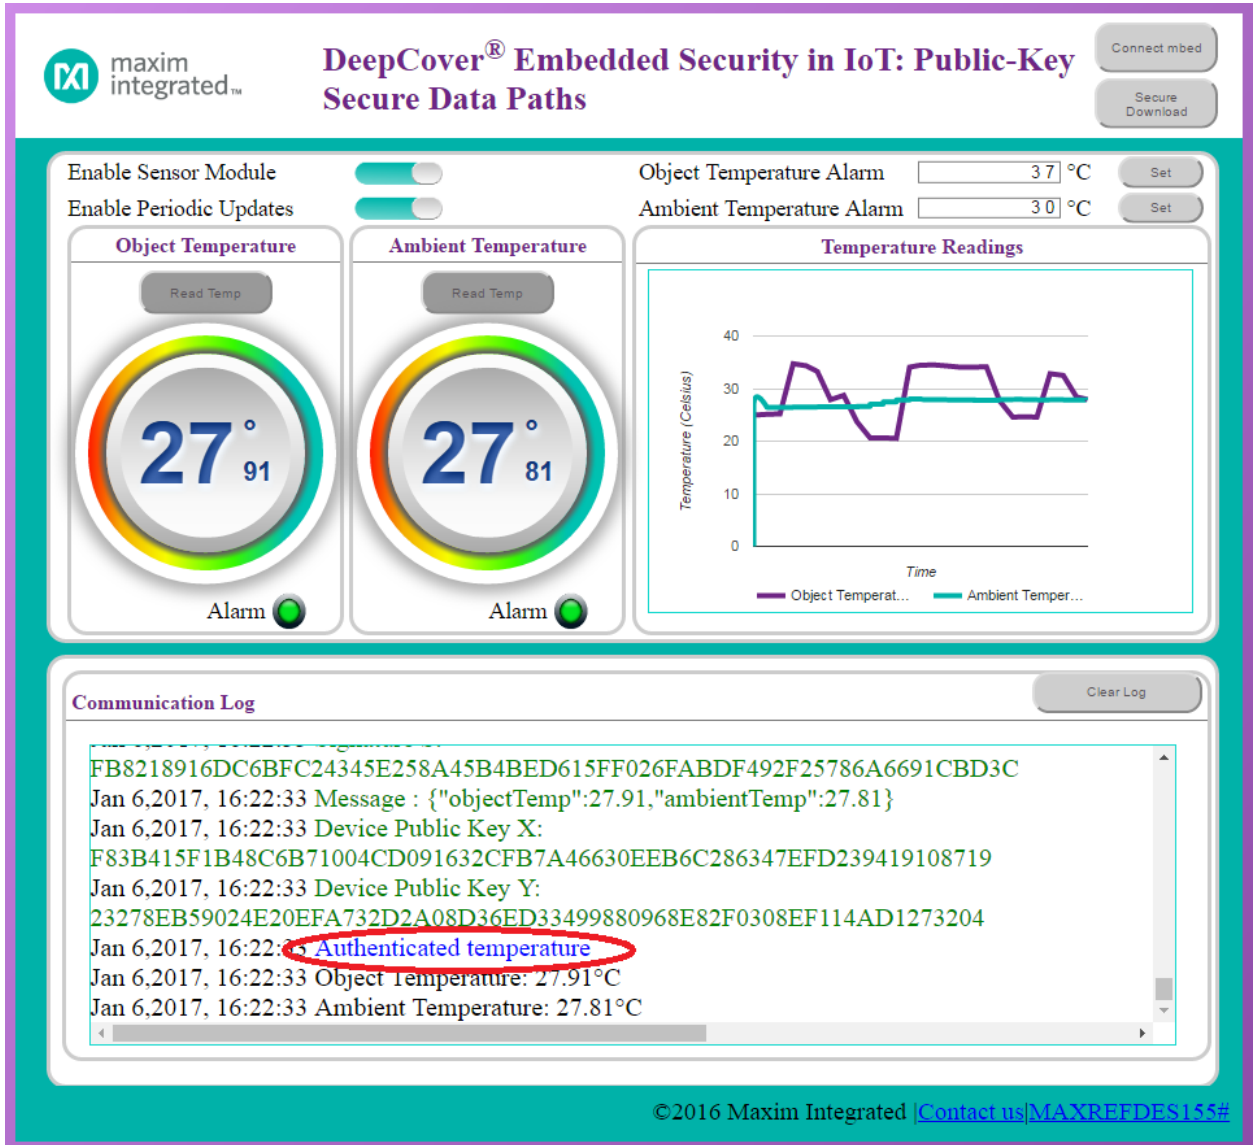 maxim
integrated™
DeepCover® Embedded Security in IoT: Public-Key
Secure Data Paths
Connect mbed
Secure
Download
Enable Sensor Module
Enable Periodic Updates
Object Temperature Alarm 37 °C Set
Ambient Temperature Alarm 30 °C Set
Object Temperature
Read Temp
27° 91
Alarm
Ambient Temperature
Read Temp
27° 81
Alarm
Temperature Readings
Temperature (Celsius)
40
30
20
10
0
Time
Object Temperat...
Ambient Temper...
Communication Log
Clear Log
FB8218916DC6BFC24345E258A45B4BED615FF026FABDF492F25786A6691CBD3C
Jan 6,2017, 16:22:33 Message : {"objectTemp":27.91,"ambientTemp":27.81}
Jan 6,2017, 16:22:33 Device Public Key X:
F83B415F1B48C6B71004CD091632CFB7A46630EEB6C286347EFD239419108719
Jan 6,2017, 16:22:33 Device Public Key Y:
23278EB59024E20EFA732D2A08D36ED33499880968E82F0308EF114AD1273204
Jan 6,2017, 16:22:33 Authenticated temperature
Jan 6,2017, 16:22:33 Object Temperature: 27.91°C
Jan 6,2017, 16:22:33 Ambient Temperature: 27.81°C
©2016 Maxim Integrated |Contact us|MAXREFDES155#